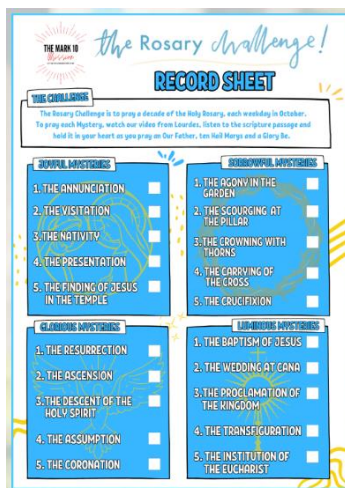 THE MARK 10
Mission
the Rosary challenge!
RECORD SHEET
THE CHALLENGE
The Rosary Challenge is to pray a decade of the Holy Rosary, each weekday in October.
To pray each Mystery, watch our video from Lourdes, listen to the scripture passage and
hold it in your heart as you pray an Our Father, ten Hail Marys and a Glory Be.
JOYFUL MYSTERIES
1. THE ANNUNCIATION
2. THE VISITATION
3. THE NATIVITY
4. THE PRESENTATION
5. THE FINDING OF JESUS
IN THE TEMPLE
SORROWFUL MYSTERIES
1. THE AGONY IN THE
GARDEN
2. THE SCOURGING AT
THE PILLAR
3. THE CROWNING WITH
THORNS
4. THE CARRYING OF
THE CROSS
5. THE CRUCIFIXION
GLORIOUS MYSTERIES
1. THE RESURRECTION
2. THE ASCENSION
3. THE DESCENT OF THE
HOLY SPIRIT
4. THE ASSUMPTION
5. THE CORONATION
LUMINOUS MYSTERIES
1. THE BAPTISM OF JESUS
2. THE WEDDING AT CANA
3. THE PROCLAMATION OF
THE KINGDOM
4. THE TRANSFIGURATION
5. THE INSTITUTION OF
THE EUCHARIST